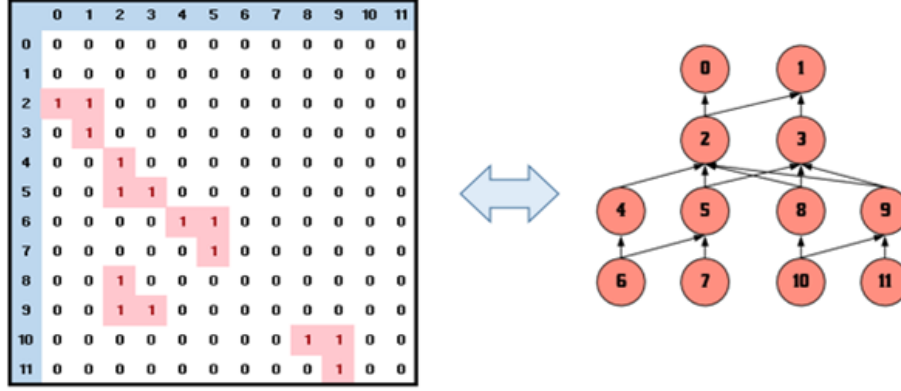 0 1 2 3 4 5 6 7 8 9 10 11
0 0 0 0 0 0 0 0 0 0 0 0 0
1 0 0 0 0 0 0 0 0 0 0 0 0
2 1 1 0 0 0 0 0 0 0 0 0 0
3 0 1 0 0 0 0 0 0 0 0 0 0
4 0 0 1 0 0 0 0 0 0 0 0 0
5 0 0 1 1 0 0 0 0 0 0 0 0
6 0 0 0 0 1 1 0 0 0 0 0 0
7 0 0 0 0 0 1 0 0 0 0 0 0
8 0 0 1 0 0 0 0 0 0 0 0 0
9 0 0 1 1 0 0 0 0 0 0 0 0
10 0 0 0 0 0 0 0 0 1 1 0 0
11 0 0 0 0 0 0 0 0 0 1 0 0
0 1
2 3
4 5 8 9
6 7 10 11